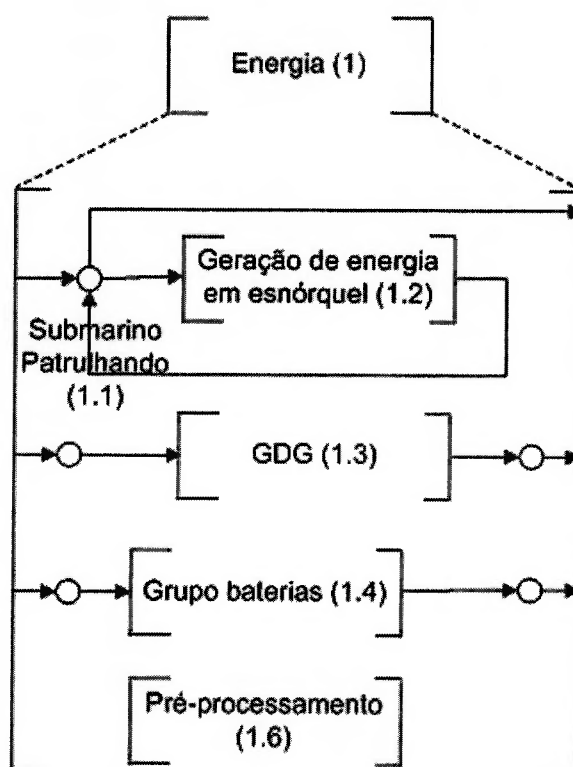 Energia (1)
Geração de energia
em esnórquel (1.2)
Submarino
Patrulhando
(1.1)
GDG (1.3)
Grupo baterias (1.4)
Pré-processamento
(1.6)